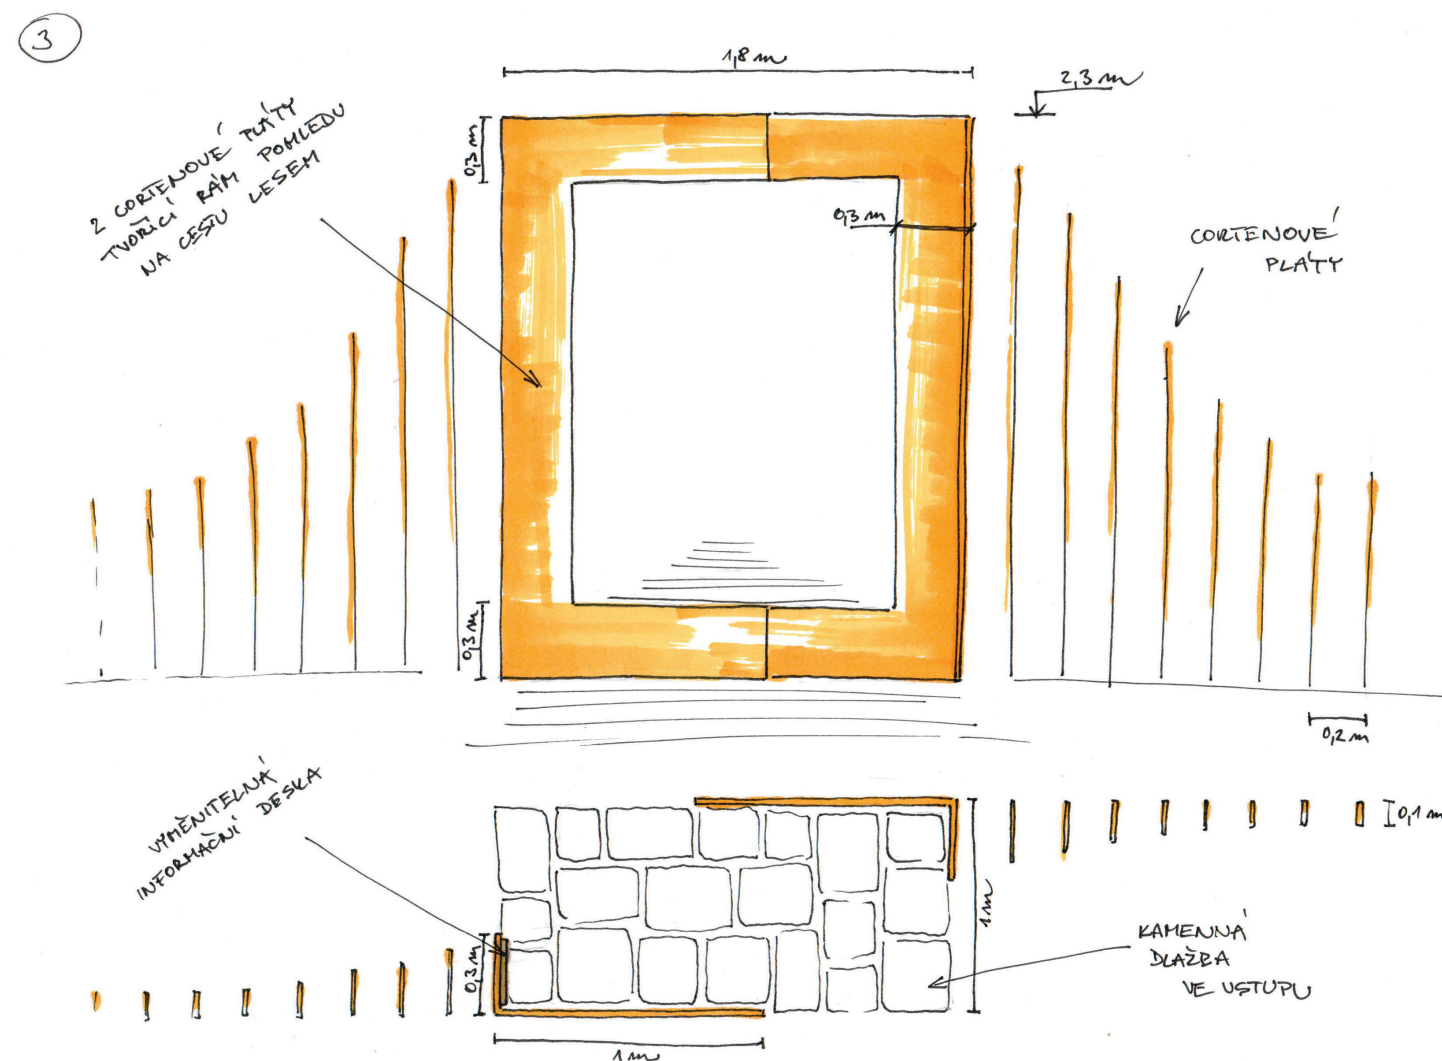 3
1,8 m
2,3 m
2 CORTENOVÉ PLÁTY
TVOŘÍCÍ RÁM POHLEDU
NA CESTU LESEM
0,3 m
0,3 m
CORTENOVÉ
PLÁTY
0,3 m
0,2 m
VYMĚNITELNÁ
INFORMAČNÍ DESKA
0,1 m
0,3 m
1 m
KAMENNÁ
DLAŽBA
VE VSTUPU
1 m